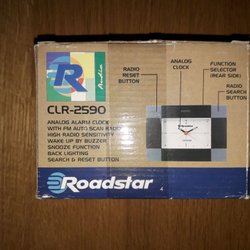 RADIO
RESET
BUTTON
ANALOG
CLOCK
FUNCTION
SELECTOR
(REAR SIDE)
RADIO
SEARCH
BUTTON
R
Audio
CLR-2590
ANALOG ALARM CLOCK
WITH FM AUTO SCAN RADIO
HIGH RADIO SENSITIVITY
WAKE UP BY BUZZER
SNOOZE FUNCTION
BACK LIGHTING
SEARCH & RESET BUTTON
Roadstar